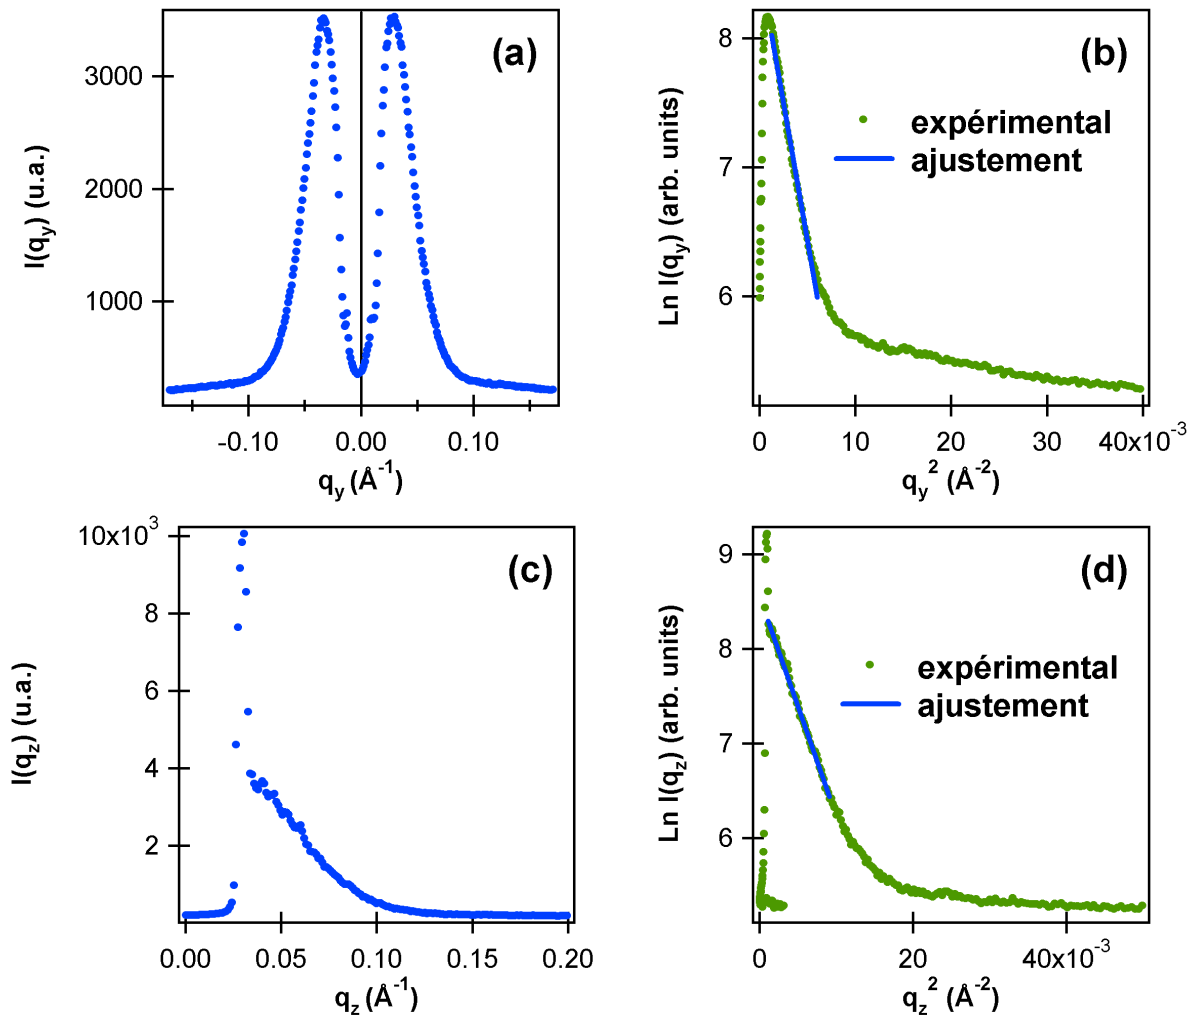 (a)
3000
2000
1000
I(qy) (u.a.)
-0.10
0.00
0.10
qy (Å-1)
(b)
8
7
6
Ln I(qy) (arb. units)
expérimental
ajustement
0
10
20
30
40x10-3
qy2 (Å-2)
(c)
10x103
8
6
4
2
I(qz) (u.a.)
0.00
0.05
0.10
0.15
0.20
qz (Å-1)
(d)
9
8
7
6
Ln I(qz) (arb. units)
expérimental
ajustement
0
20
40x10-3
qz2 (Å-2)